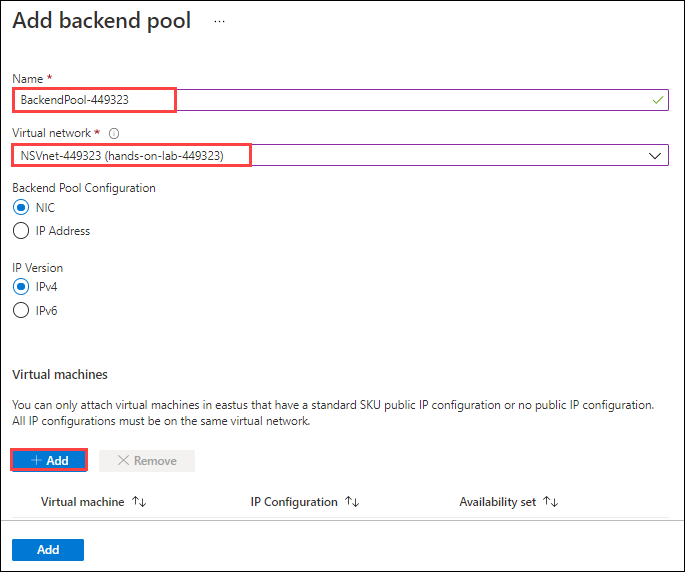 Add backend pool ...
Name *
BackendPool-449323
Virtual network *
NSVnet-449323 (hands-on-lab-449323)
Backend Pool Configuration
NIC
IP Address
IP Version
IPv4
IPv6
Virtual machines
You can only attach virtual machines in eastus that have a standard SKU public IP configuration or no public IP configuration.
All IP configurations must be on the same virtual network.
+ Add Remove
Virtual machine IP Configuration Availability set
Add